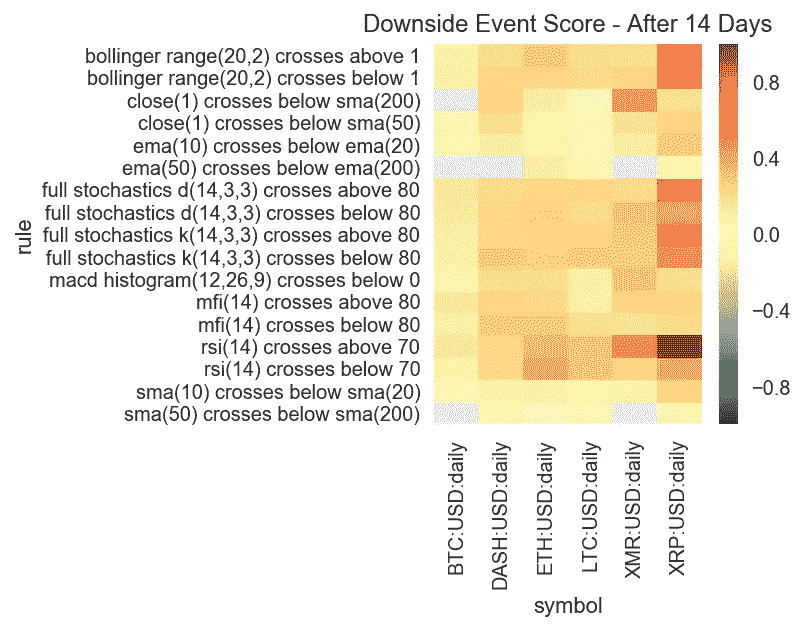 Downside Event Score - After 14 Days
bollinger range(20,2) crosses above 1
bollinger range(20,2) crosses below 1
close(1) crosses below sma(200)
close(1) crosses below sma(50)
ema(10) crosses below ema(20)
ema(50) crosses below ema(200)
full stochastics d(14,3,3) crosses above 80
full stochastics d(14,3,3) crosses below 80
full stochastics k(14,3,3) crosses above 80
full stochastics k(14,3,3) crosses below 80
macd histogram(12,26,9) crosses below 0
mfi(14) crosses above 80
mfi(14) crosses below 80
rsi(14) crosses above 70
rsi(14) crosses below 70
sma(10) crosses below sma(20)
sma(50) crosses below sma(200)
rule
0.8
0.4
0.0
−0.4
−0.8
BTC:USD:daily
DASH:USD:daily
ETH:USD:daily
LTC:USD:daily
XMR:USD:daily
XRP:USD:daily
symbol